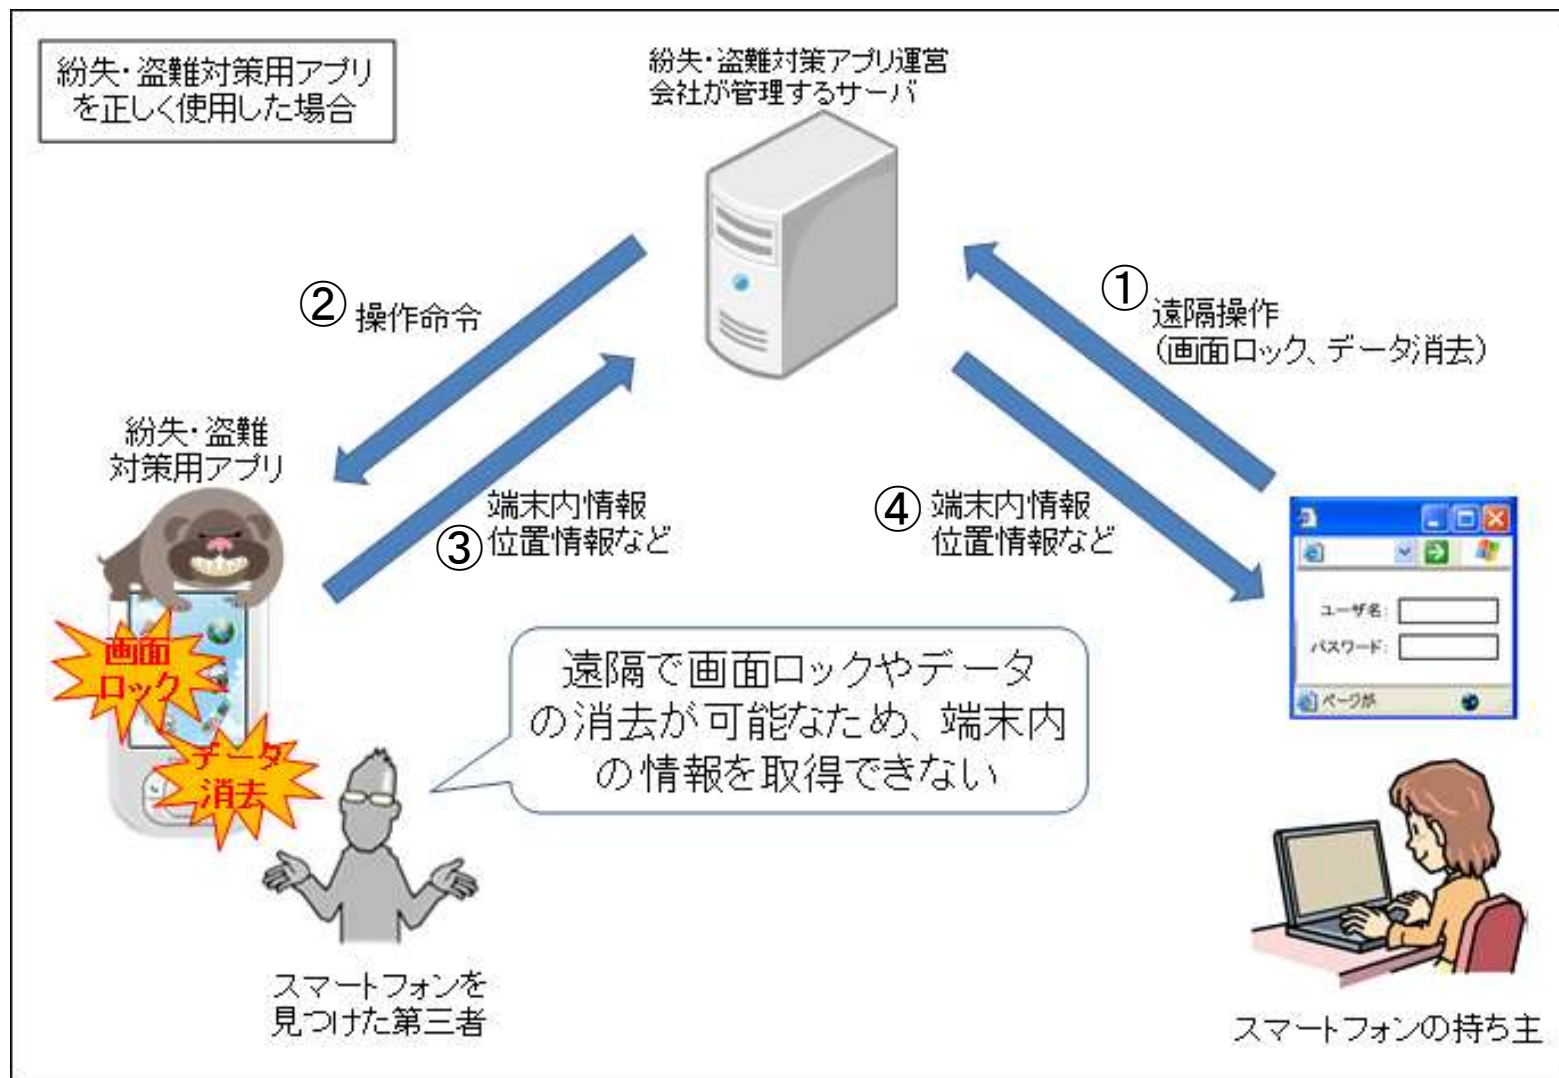 紛失・盗難対策用アプリ
を正しく使用した場合
紛失・盗難対策アプリ運営
会社が管理するサーバ
②
操作命令
①
遠隔操作
(画面ロック、データ消去)
紛失・盗難
対策用アプリ
③
端末内情報
位置情報など
④
端末内情報
位置情報など
画面
ロック
データ
消去
遠隔で画面ロックやデータ
の消去が可能なため、端末内
の情報を取得できない
ユーザ名:
パスワード:
ページが
スマートフォンを
見つけた第三者
スマートフォンの持ち主